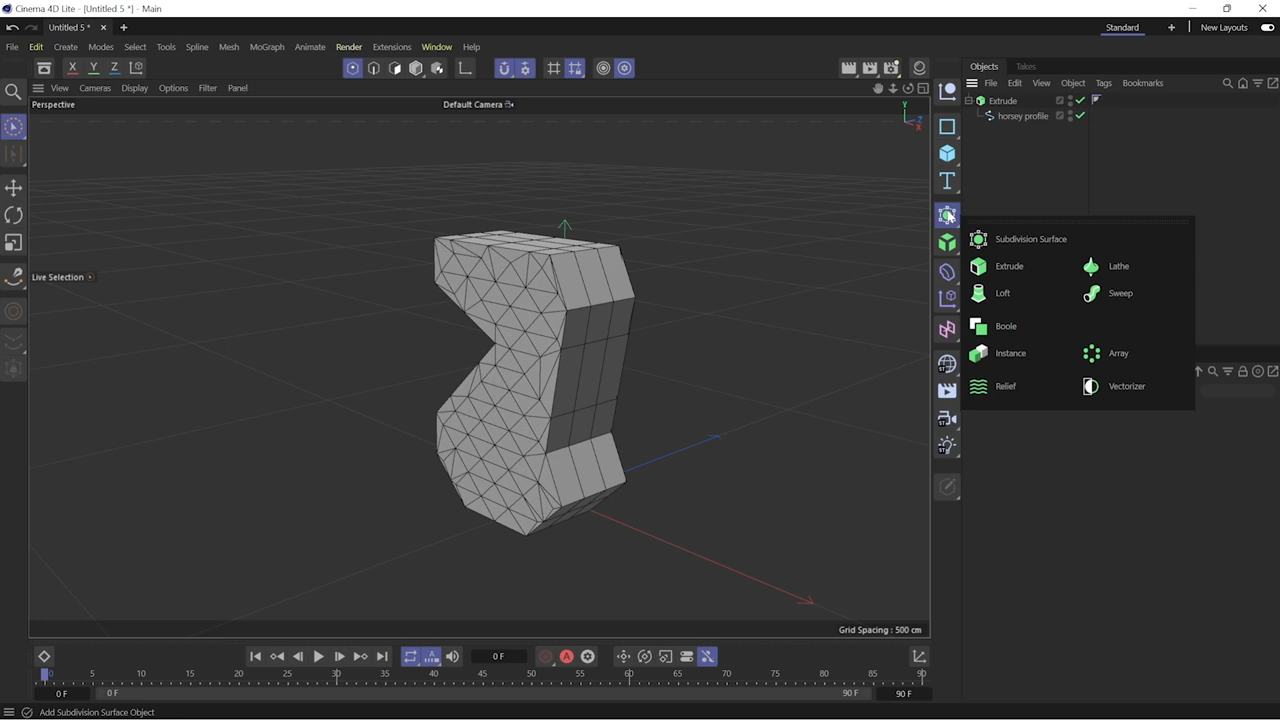 Cinema 4D Lite - [Untitled 5 *] - Main
Untitled 5 *
Standard
New Layouts
File Edit Create Modes Select Tools Spline Mesh MoGraph Animate Render Extensions Window Help
X Y Z
Objects Takes
View Cameras Display Options Filter Panel
File Edit View Object Tags Bookmarks
Perspective
Default Camera
Extrude
horsey profile
Y
Z
X
T
Live Selection
Subdivision Surface
Extrude Lathe
Loft Sweep
Boole
Instance Array
Relief Vectorizer
ST
ST
ST
Grid Spacing : 500 cm
0 F
A
0 5 10 15 20 25 30 35 40 45 50 55 60 65 70 75 80 85 90
0 F 0 F 90 F 90 F
Add Subdivision Surface Object